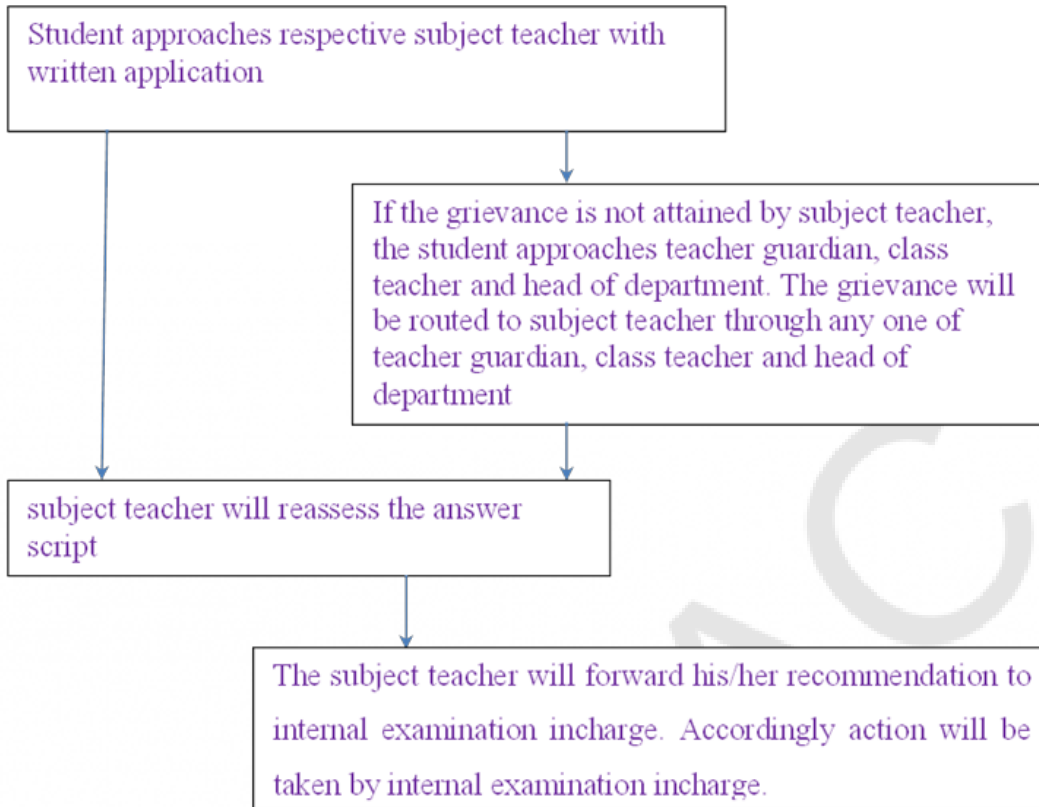 Student approaches respective subject teacher with
written application
If the grievance is not attained by subject teacher,
the student approaches teacher guardian, class
teacher and head of department. The grievance will
be routed to subject teacher through any one of
teacher guardian, class teacher and head of
department
subject teacher will reassess the answer
script
The subject teacher will forward his/her recommendation to
internal examination incharge. Accordingly action will be
taken by internal examination incharge.
AC